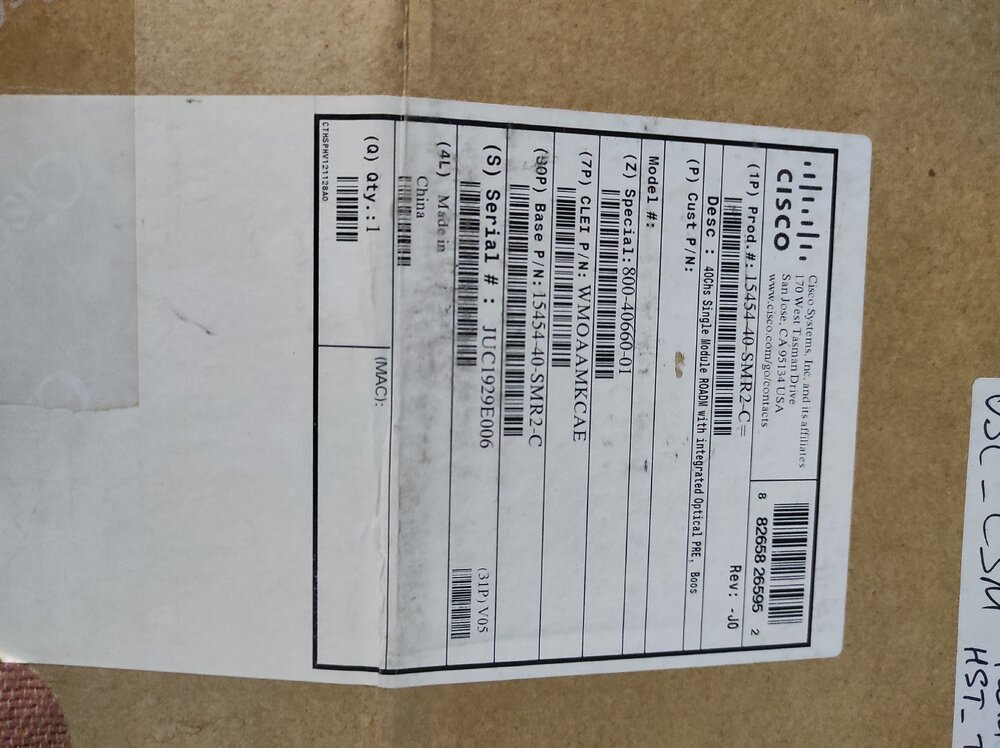 CISCO
Cisco Systems, Inc. and its affiliates
170 West Tasman Drive
San Jose, CA 95134 USA
www.cisco.com/go/contacts
8 82658 26595 2
(1P) Prod.#: 15454-40-SMR2-C=
Rev: -J0
Desc : 40Chs Single Module ROADM with integrated Optical PRE, Boos
(P) Cust P/N:
Model #:
(Z) Special: 800-40660-01
(7P) CLEI P/N: WMOAAMKCAE
(90P) Base P/N: 15454-40-SMR2-C
(S) Serial # : JUC1929E006
(31P) V05
(4L) Made in
China
(Q) Qty.:1
(MAC):
CTHSPHV121128A0
HST_